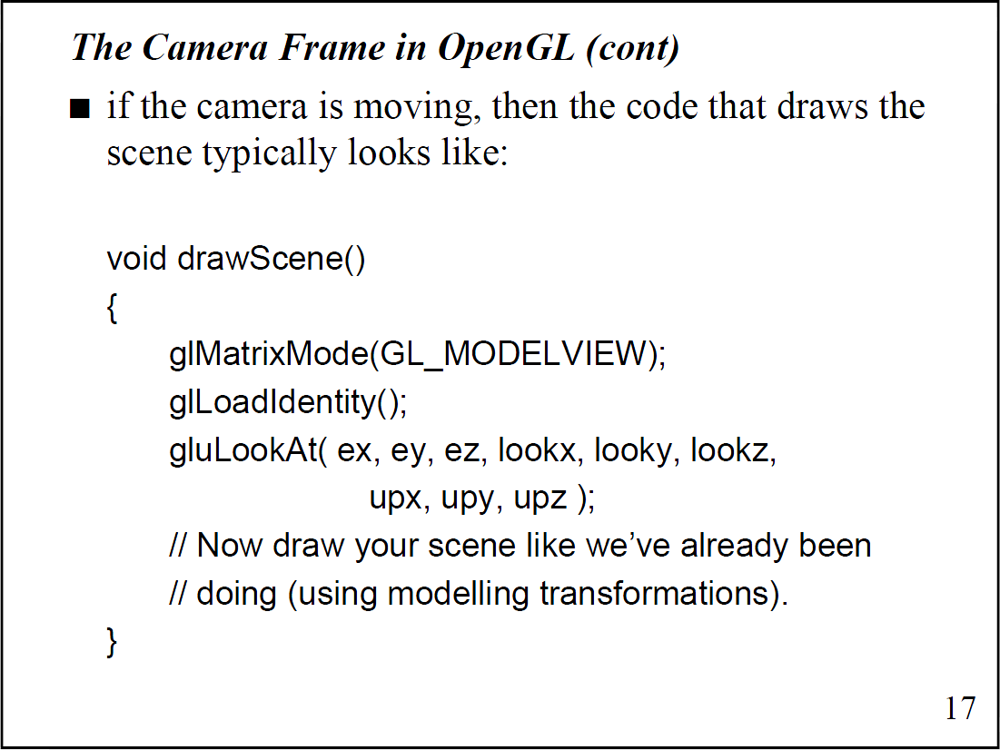 The Camera Frame in OpenGL (cont)
■ if the camera is moving, then the code that draws the
scene typically looks like:
void drawScene()
{
glMatrixMode(GL_MODELVIEW);
glLoadIdentity();
gluLookAt( ex, ey, ez, lookx, looky, lookz,
upx, upy, upz );
// Now draw your scene like we’ve already been
// doing (using modelling transformations).
}
17